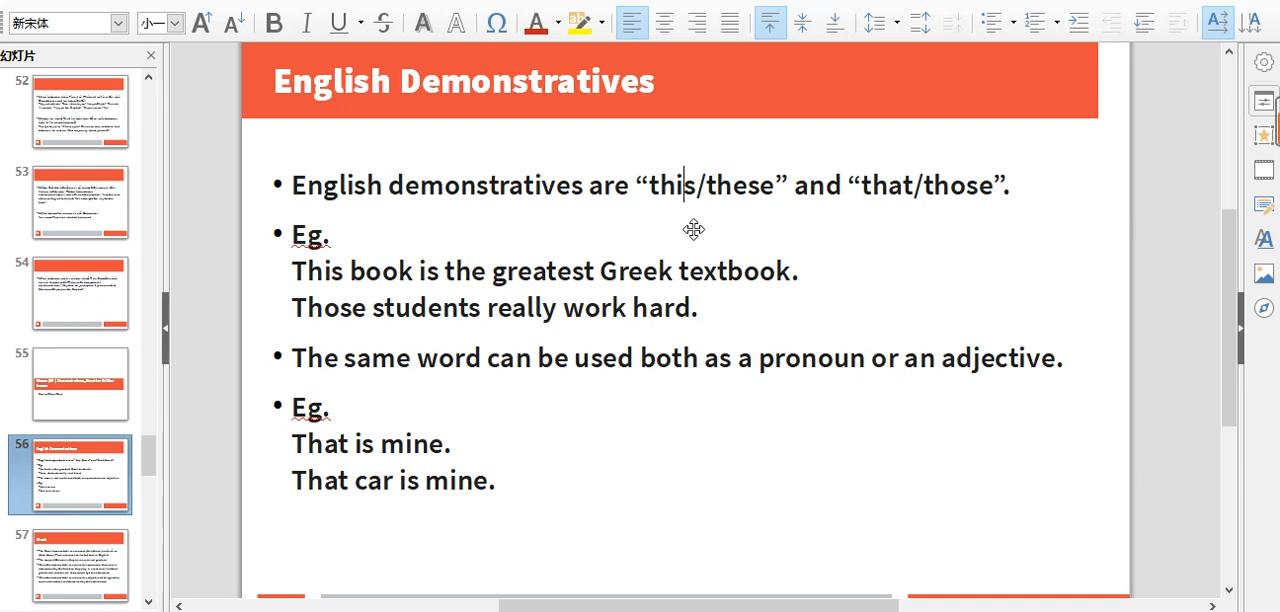 新宋体
小一
幻灯片
52
53
54
55
56
57
English Demonstratives
• English demonstratives are “this/these” and “that/those”.
• Eg.
This book is the greatest Greek textbook.
Those students really work hard.
• The same word can be used both as a pronoun or an adjective.
• Eg.
That is mine.
That car is mine.